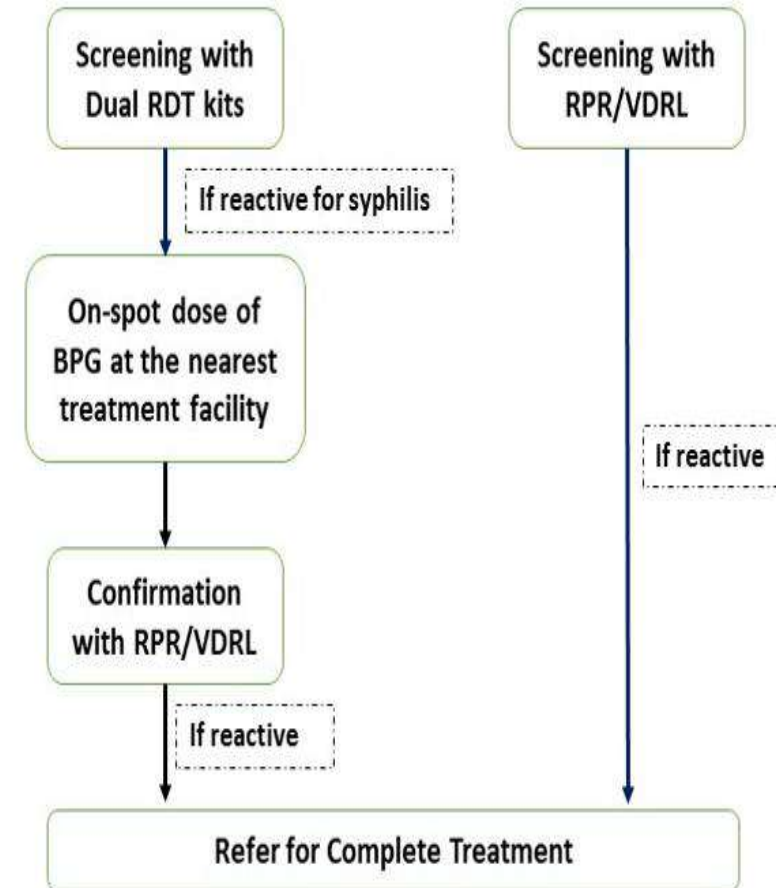 Screening with
Dual RDT kits
Screening with
RPR/VDRL
If reactive for syphilis
On-spot dose of
BPG at the nearest
treatment facility
If reactive
Confirmation
with RPR/VDRL
If reactive
Refer for Complete Treatment